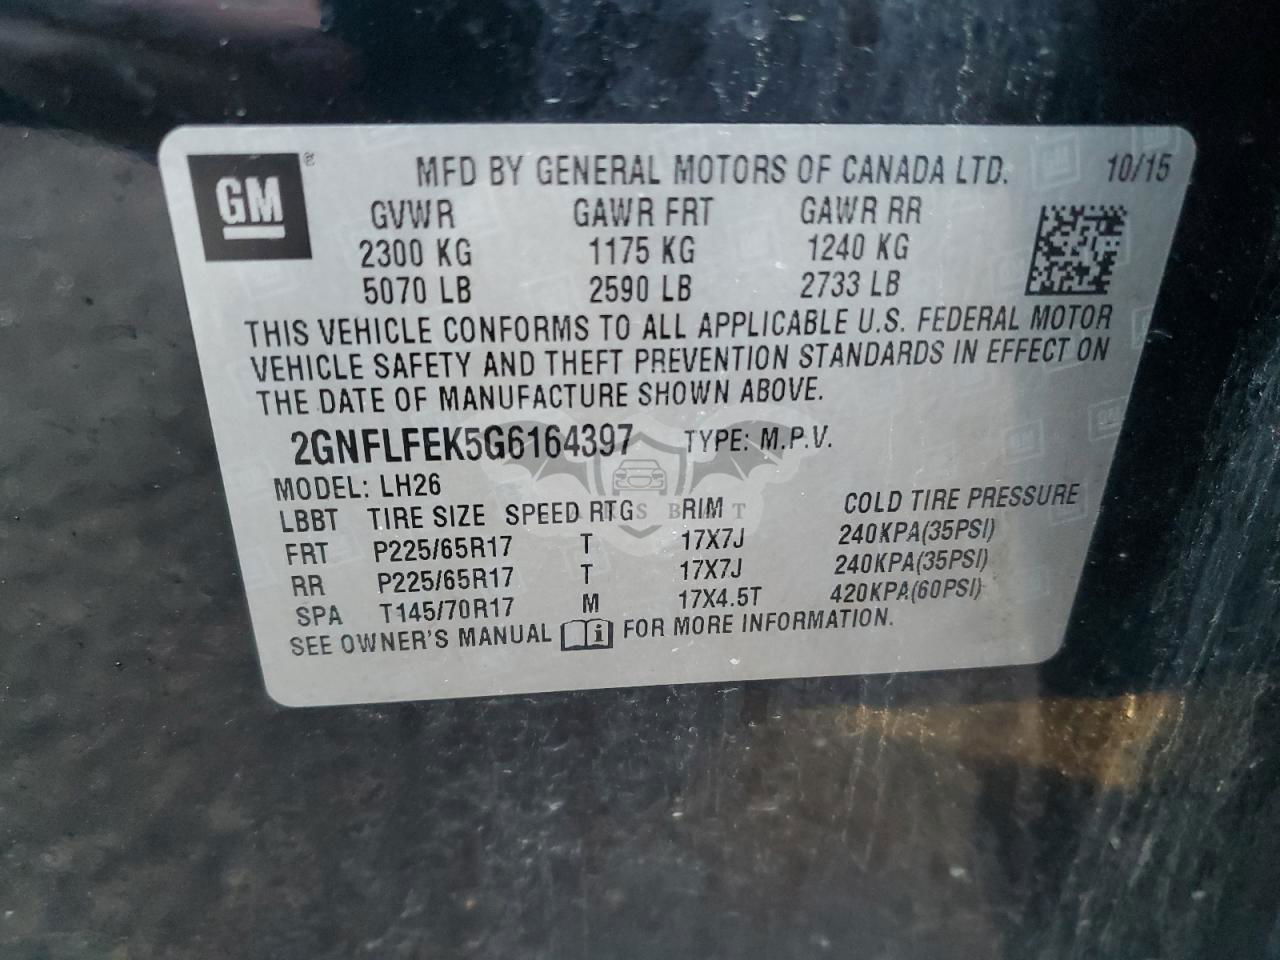 GM® MFD BY GENERAL MOTORS OF CANADA LTD. 10/15
GVWR GAWR FRT GAWR RR
2300 KG 1175 KG 1240 KG
5070 LB 2590 LB 2733 LB
THIS VEHICLE CONFORMS TO ALL APPLICABLE U.S. FEDERAL MOTOR
VEHICLE SAFETY AND THEFT PREVENTION STANDARDS IN EFFECT ON
THE DATE OF MANUFACTURE SHOWN ABOVE.
2GNFLFEK5G6164397 TYPE: M.P.V.
MODEL: LH26
LBBT TIRE SIZE SPEED RTG RIM COLD TIRE PRESSURE
FRT P225/65R17 T 17X7J 240KPA(35PSI)
RR P225/65R17 T 17X7J 240KPA(35PSI)
SPA T145/70R17 M 17X4.5T 420KPA(60PSI)
SEE OWNER'S MANUAL i FOR MORE INFORMATION.